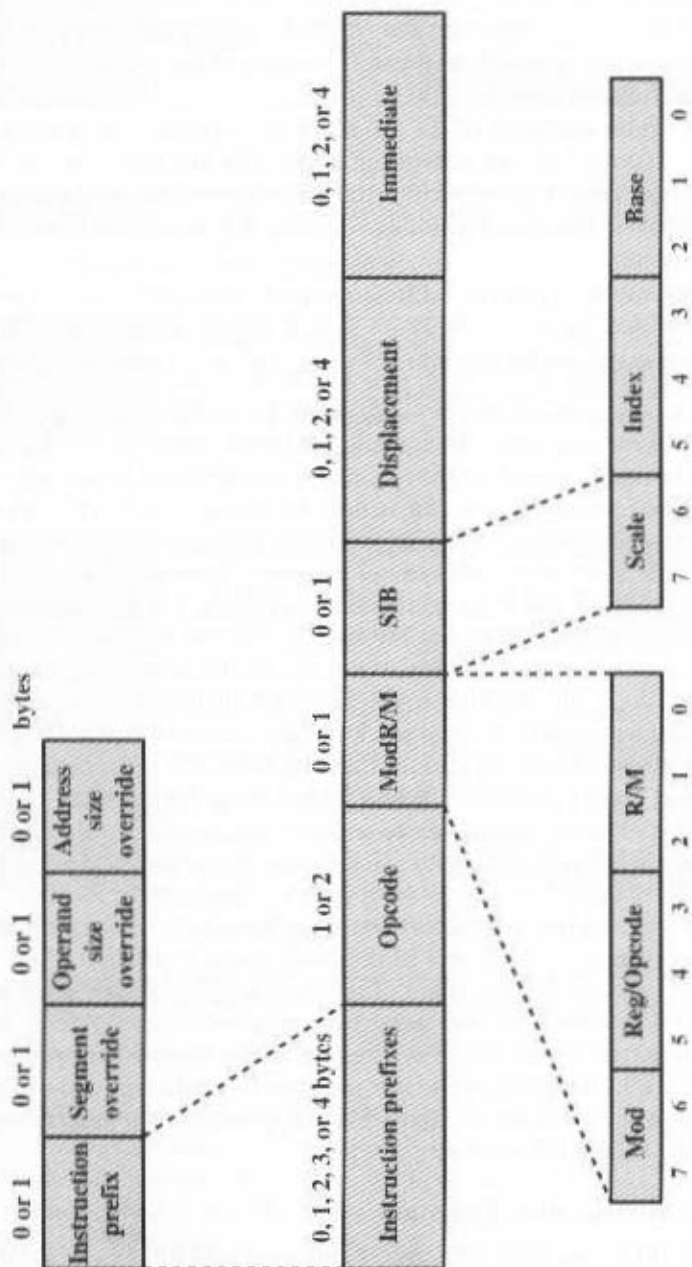 0 or 1 0 or 1 0 or 1 0 or 1 bytes
Instruction prefix Segment override Operand size override Address size override
0, 1, 2, 3, or 4 bytes 1 or 2 0 or 1 0 or 1 0, 1, 2, or 4 0, 1, 2, or 4
Instruction prefixes Opcode ModR/M SIB Displacement Immediate
Mod Reg/Opcode R/M Scale Index Base
7 6 5 4 3 2 1 0 7 6 5 4 3 2 1 0